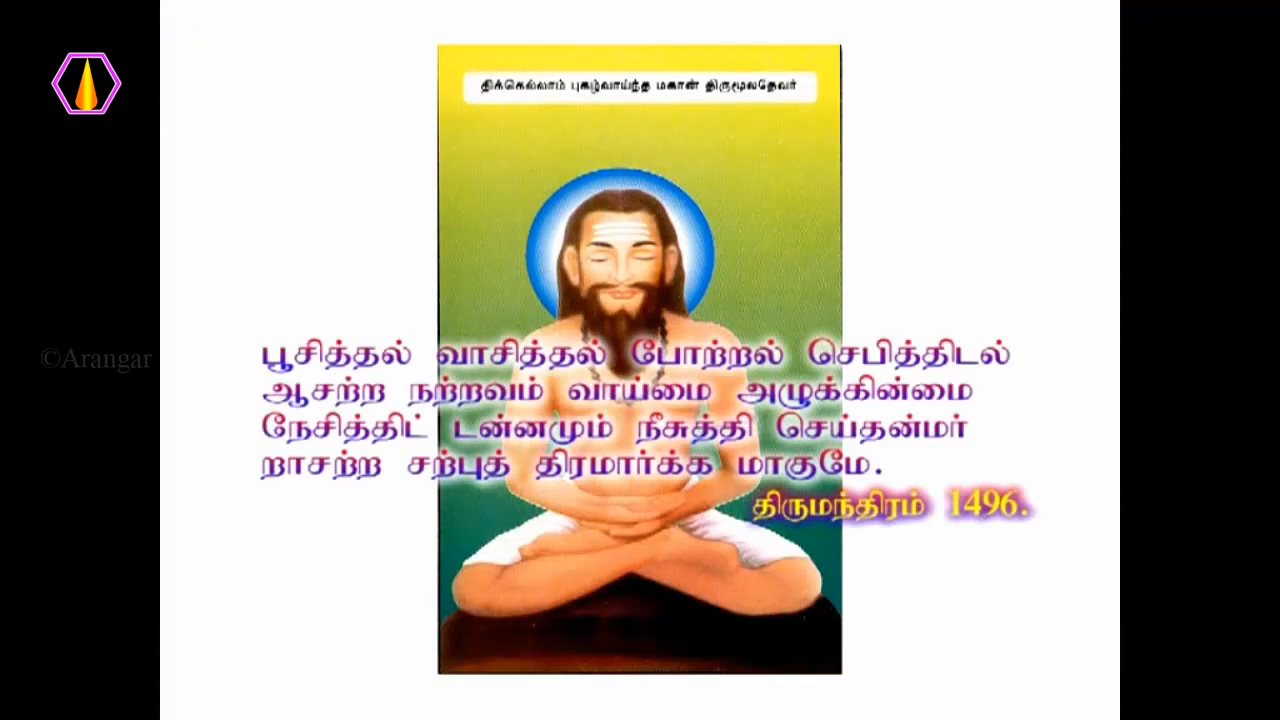 திக்கெல்லாம் புகழ்வாய்ந்த மகான் திருமூலதேவர்
©Arangar
பூசித்தல் வாசித்தல் போற்றல் செபித்திடல்
ஆசற்ற நற்றவம் வாய்மை அழுக்கின்மை
நேசித்திட் டன்னமும் நீசுத்தி செய்தன்மற்
றாசற்ற சற்புத் திரமார்க்க மாகுமே.
திருமந்திரம் 1496.